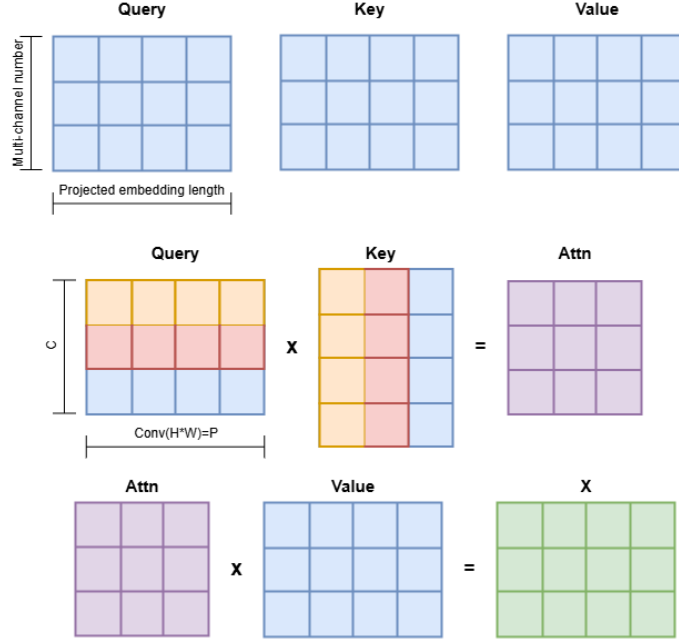 Query
Key
Value
Multi-channel number
Projected embedding length
Query
Key
Attn
C
X
=
Conv(H*W)=P
Attn
Value
X
X
=